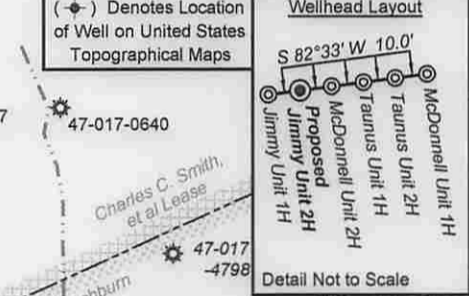 (-●-) Denotes Location
of Well on United States
Topographical Maps
Wellhead Layout
S 82°33' W 10.0'
Jimmy Unit 1H
Proposed
Jimmy Unit 2H
McDonnell Unit 2H
Taunus Unit 1H
Taunus Unit 2H
McDonnell Unit 1H
Detail Not to Scale
7
47-017-0640
Charles C. Smith,
et al Lease
47-017
-4798